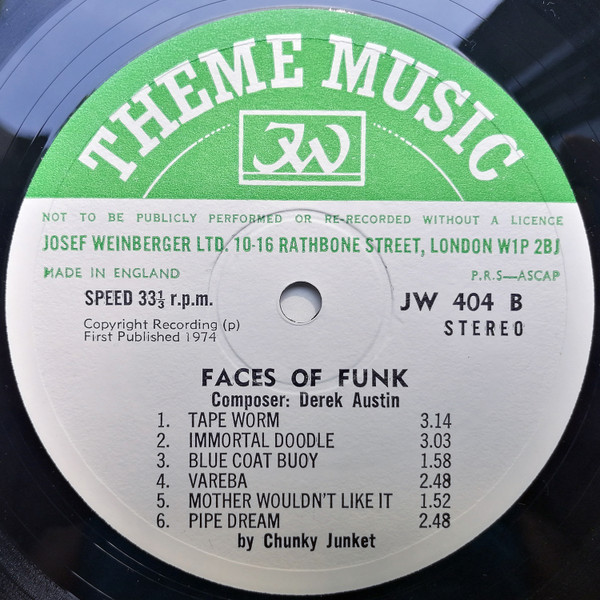 THEME MUSIC
JW
NOT TO BE PUBLICLY PERFORMED OR RE-RECORDED WITHOUT A LICENCE
JOSEF WEINBERGER LTD. 10-16 RATHBONE STREET, LONDON W1P 2BJ
MADE IN ENGLAND P.R.S—ASCAP
SPEED 33⅓ r.p.m. JW 404 B
Copyright Recording (p) STEREO
First Published 1974
FACES OF FUNK
Composer: Derek Austin
1. TAPE WORM 3.14
2. IMMORTAL DOODLE 3.03
3. BLUE COAT BUOY 1.58
4. VAREBA 2.48
5. MOTHER WOULDN'T LIKE IT 1.52
6. PIPE DREAM 2.48
by Chunky Junket